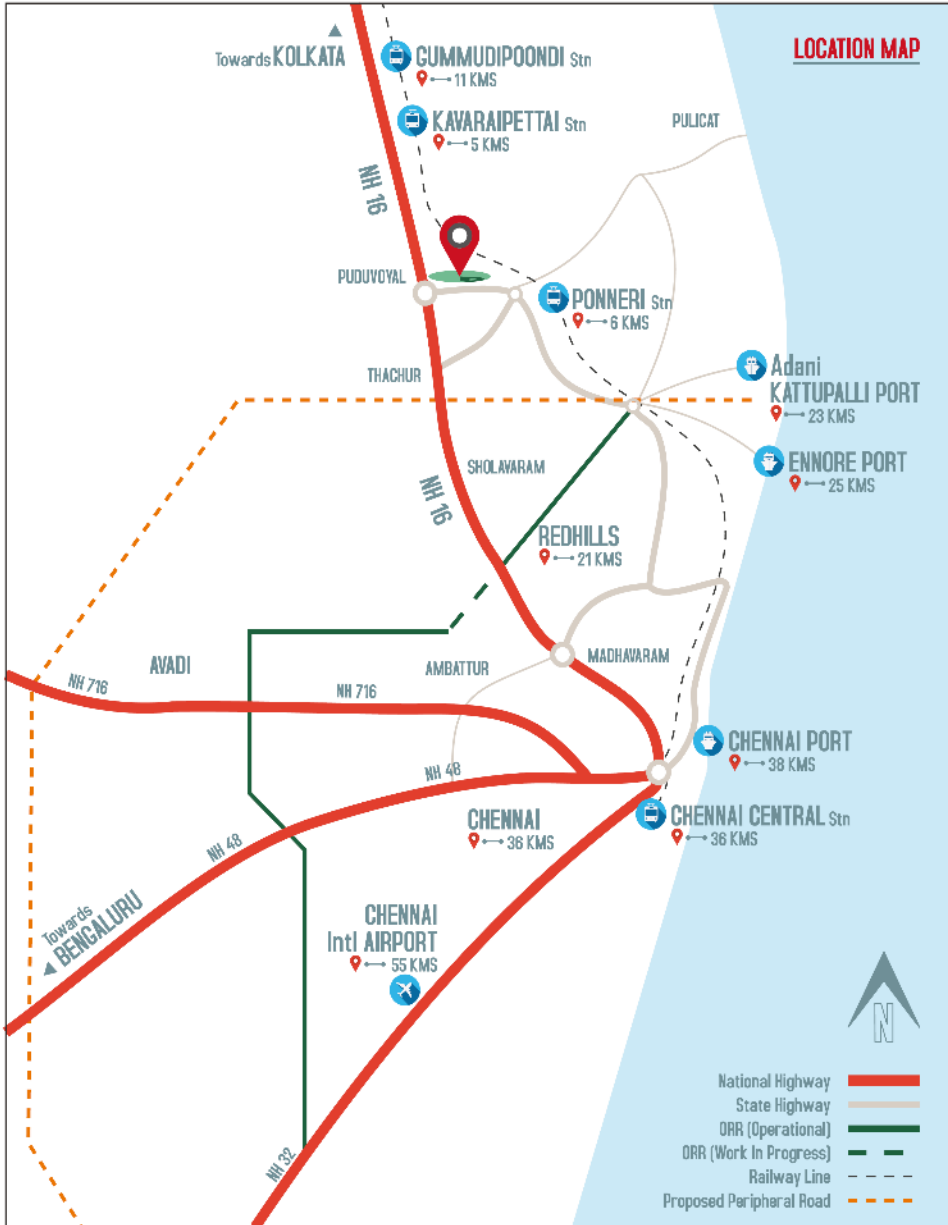 LOCATION MAP
Towards KOLKATA
GUMMUDIPOONDI Stn
11 KMS
KAVARAIPETTAI Stn
5 KMS
PULICAT
NH 16
PUDUVOYAL
PONNERI Stn
6 KMS
THACHUR
Adani
KATTUPALLI PORT
23 KMS
SHOLAVARAM
ENNORE PORT
25 KMS
NH 16
REDHILLS
21 KMS
AVADI
AMBATTUR
MADHAVARAM
NH 716
NH 716
CHENNAI PORT
38 KMS
NH 48
CHENNAI
36 KMS
CHENNAI CENTRAL Stn
36 KMS
NH 48
Towards
BENGALURU
CHENNAI
Intl AIRPORT
55 KMS
N
NH 32
National Highway
State Highway
ORR (Operational)
ORR (Work In Progress)
Railway Line
Proposed Peripheral Road